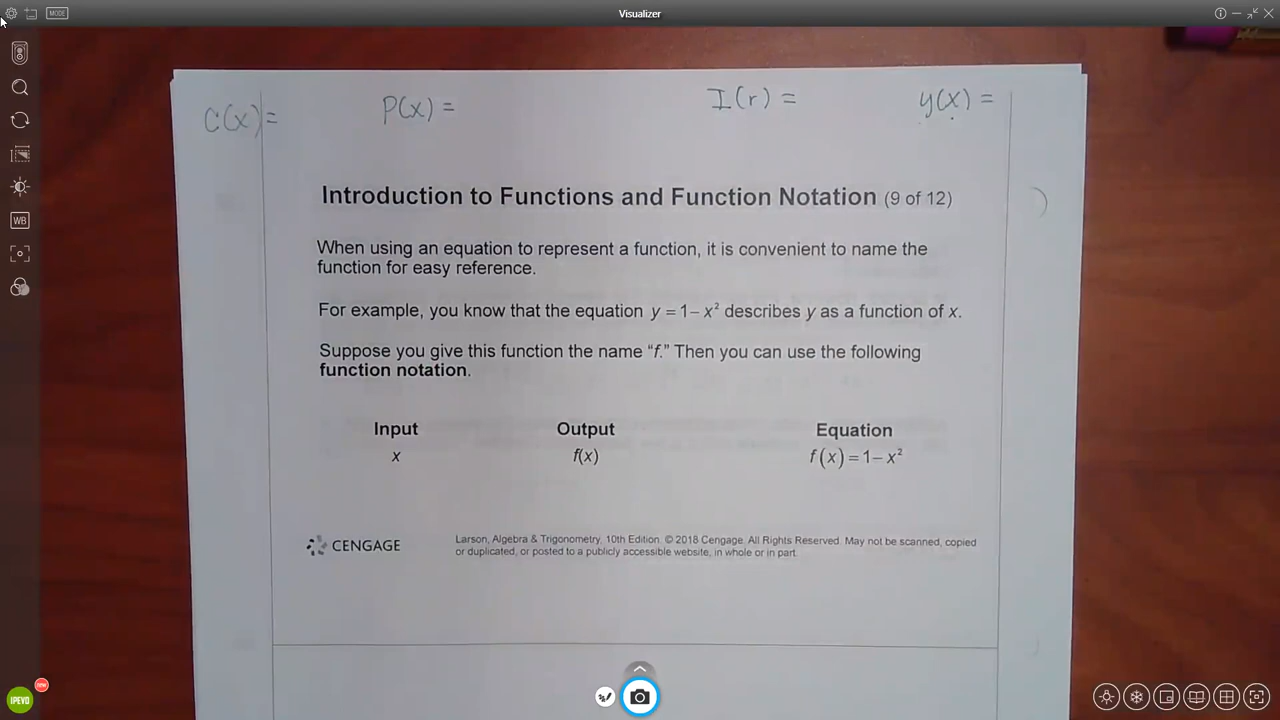 MODE
Visualizer
WB
C(x)=
P(x) =
I(r) =
y(x) =
Introduction to Functions and Function Notation (9 of 12)
When using an equation to represent a function, it is convenient to name the
function for easy reference.
For example, you know that the equation y = 1 – x² describes y as a function of x.
Suppose you give this function the name “f.” Then you can use the following
function notation.
Input Output Equation
x f(x) f(x) = 1 – x²
CENGAGE
Larson, Algebra & Trigonometry, 10th Edition. © 2018 Cengage. All Rights Reserved. May not be scanned, copied
or duplicated, or posted to a publicly accessible website, in whole or in part.
IPEVO
new